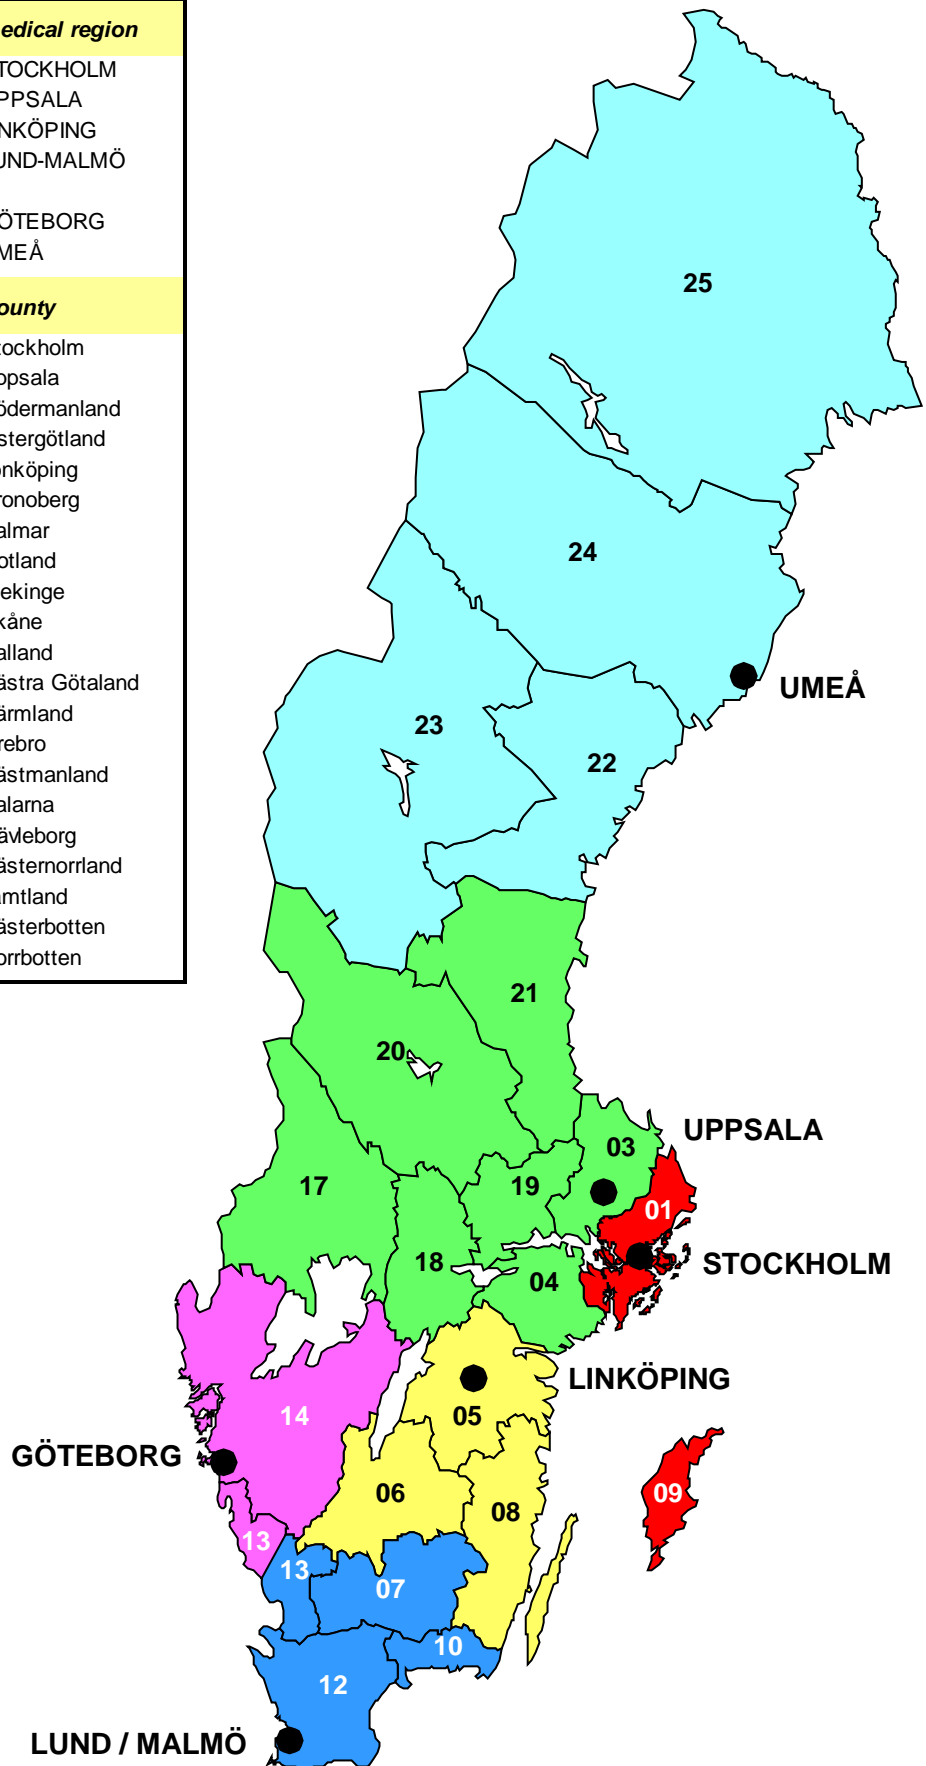 edical region
TOCKHOLM
PPSALA
NKÖPING
UND-MALMÖ
ÖTEBORG
MEÅ
ounty
tockholm
ppsala
ödermanland
stergötland
önköping
ronoberg
almar
otland
ekinge
kåne
alland
ästra Götaland
ärmland
rebro
ästmanland
alarna
ävleborg
ästernorrland
ämtland
ästerbotten
orrbotten
25
24
UMEÅ
23
22
21
20
UPPSALA
03
17
19
01
18
STOCKHOLM
04
LINKÖPING
14
05
GÖTEBORG
06
09
08
13
13
07
10
12
LUND / MALMÖ